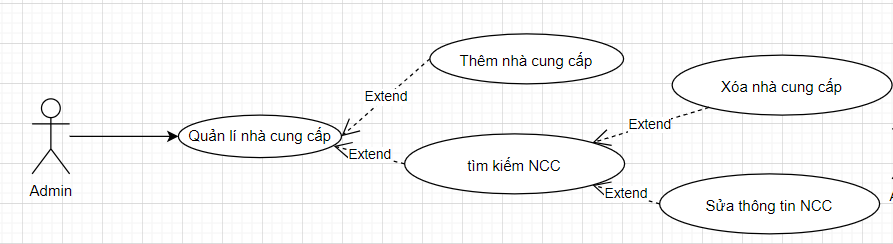 Thêm nhà cung cấp
Xóa nhà cung cấp
Extend
Extend
Quản lí nhà cung cấp
Extend
tìm kiếm NCC
Admin
Extend
Sửa thông tin NCC